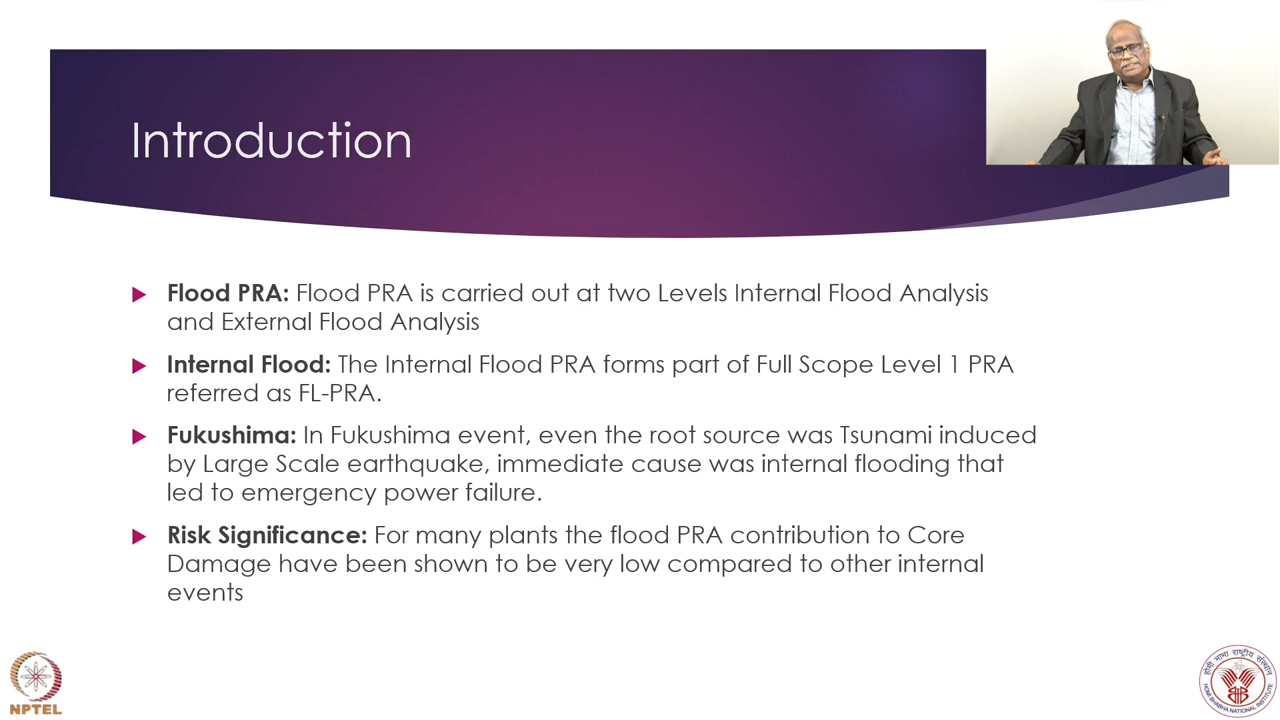 Introduction
Flood PRA: Flood PRA is carried out at two Levels Internal Flood Analysis
and External Flood Analysis
Internal Flood: The Internal Flood PRA forms part of Full Scope Level 1 PRA
referred as FL-PRA.
Fukushima: In Fukushima event, even the root source was Tsunami induced
by Large Scale earthquake, immediate cause was internal flooding that
led to emergency power failure.
Risk Significance: For many plants the flood PRA contribution to Core
Damage have been shown to be very low compared to other internal
events
NPTEL
होमी भाभा राष्ट्रीय संस्थान
HOMI BHABHA NATIONAL INSTITUTE